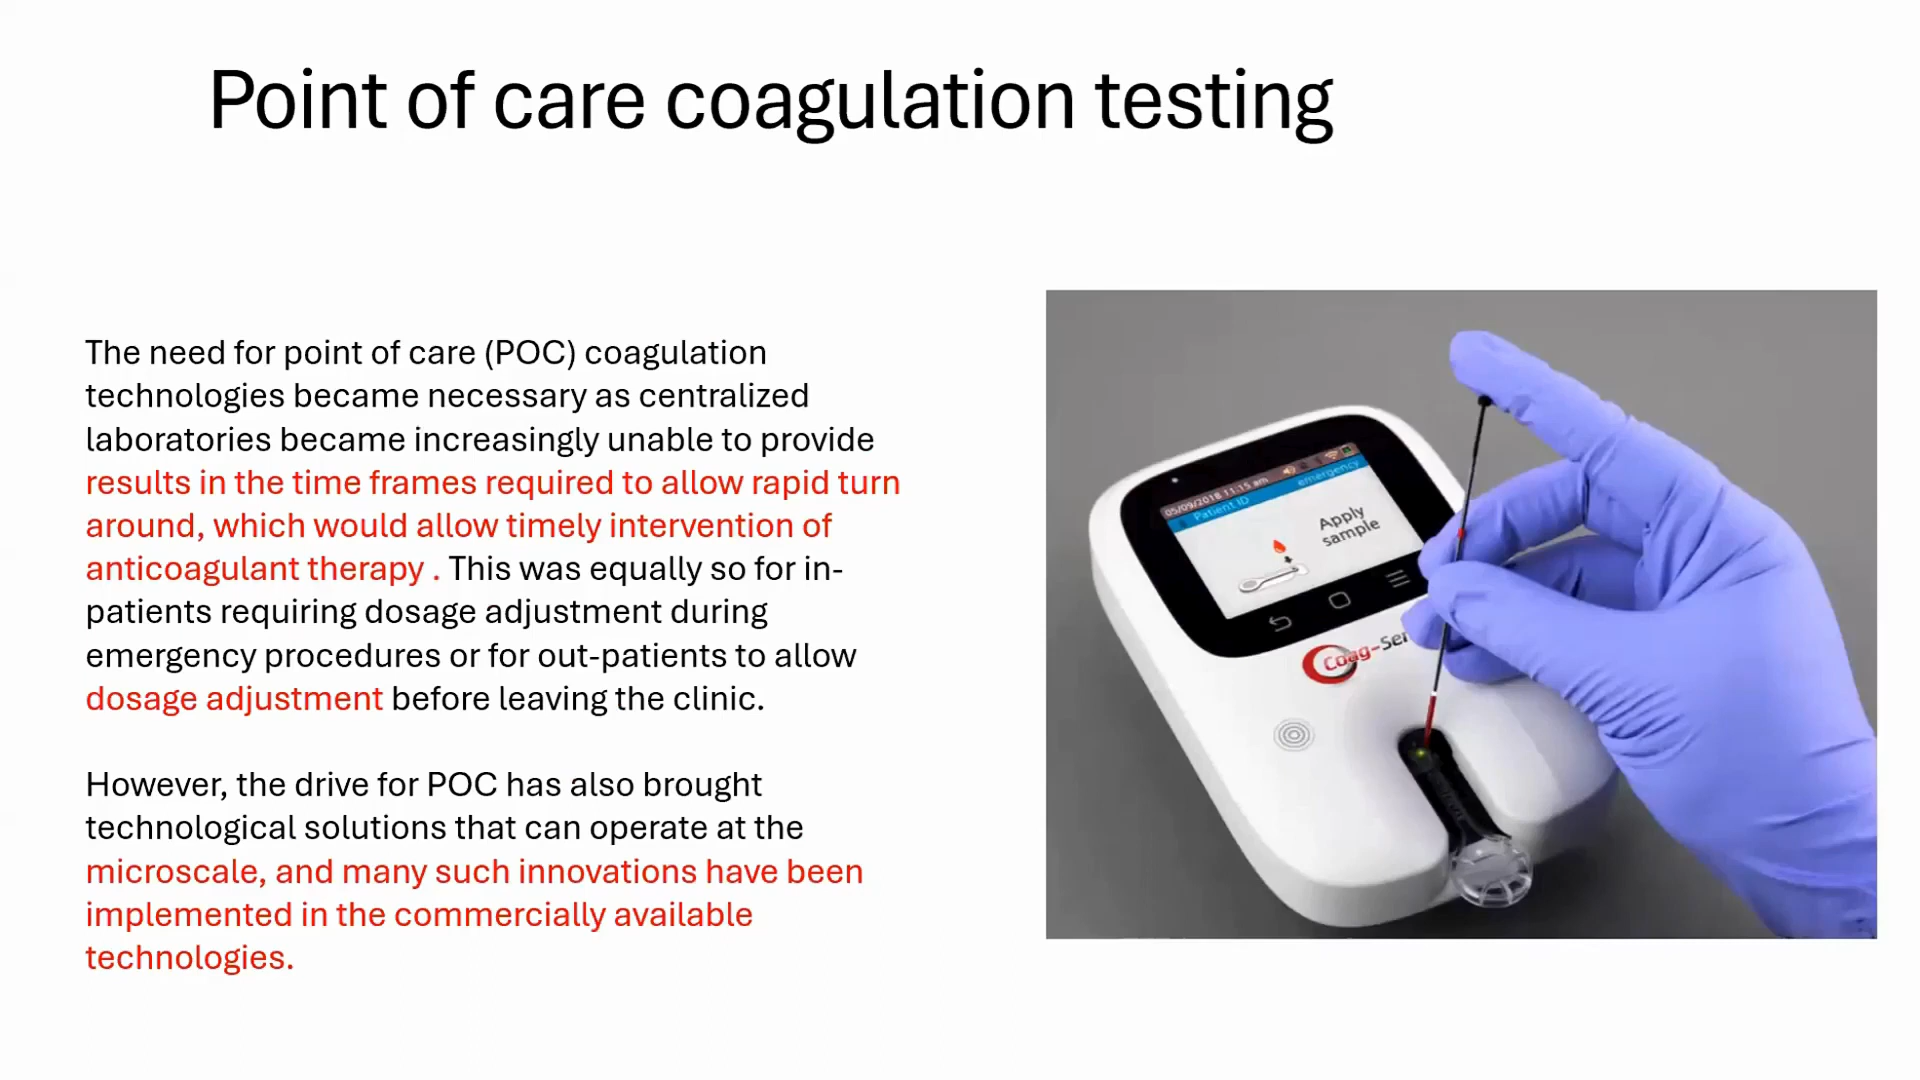 Point of care coagulation testing
The need for point of care (POC) coagulation
technologies became necessary as centralized
laboratories became increasingly unable to provide
results in the time frames required to allow rapid turn
around, which would allow timely intervention of
anticoagulant therapy . This was equally so for in-
patients requiring dosage adjustment during
emergency procedures or for out-patients to allow
dosage adjustment before leaving the clinic.
However, the drive for POC has also brought
technological solutions that can operate at the
microscale, and many such innovations have been
implemented in the commercially available
technologies.
05/09/2018 11:15 am
Patient ID emergency
Apply
sample
Coag-Sen